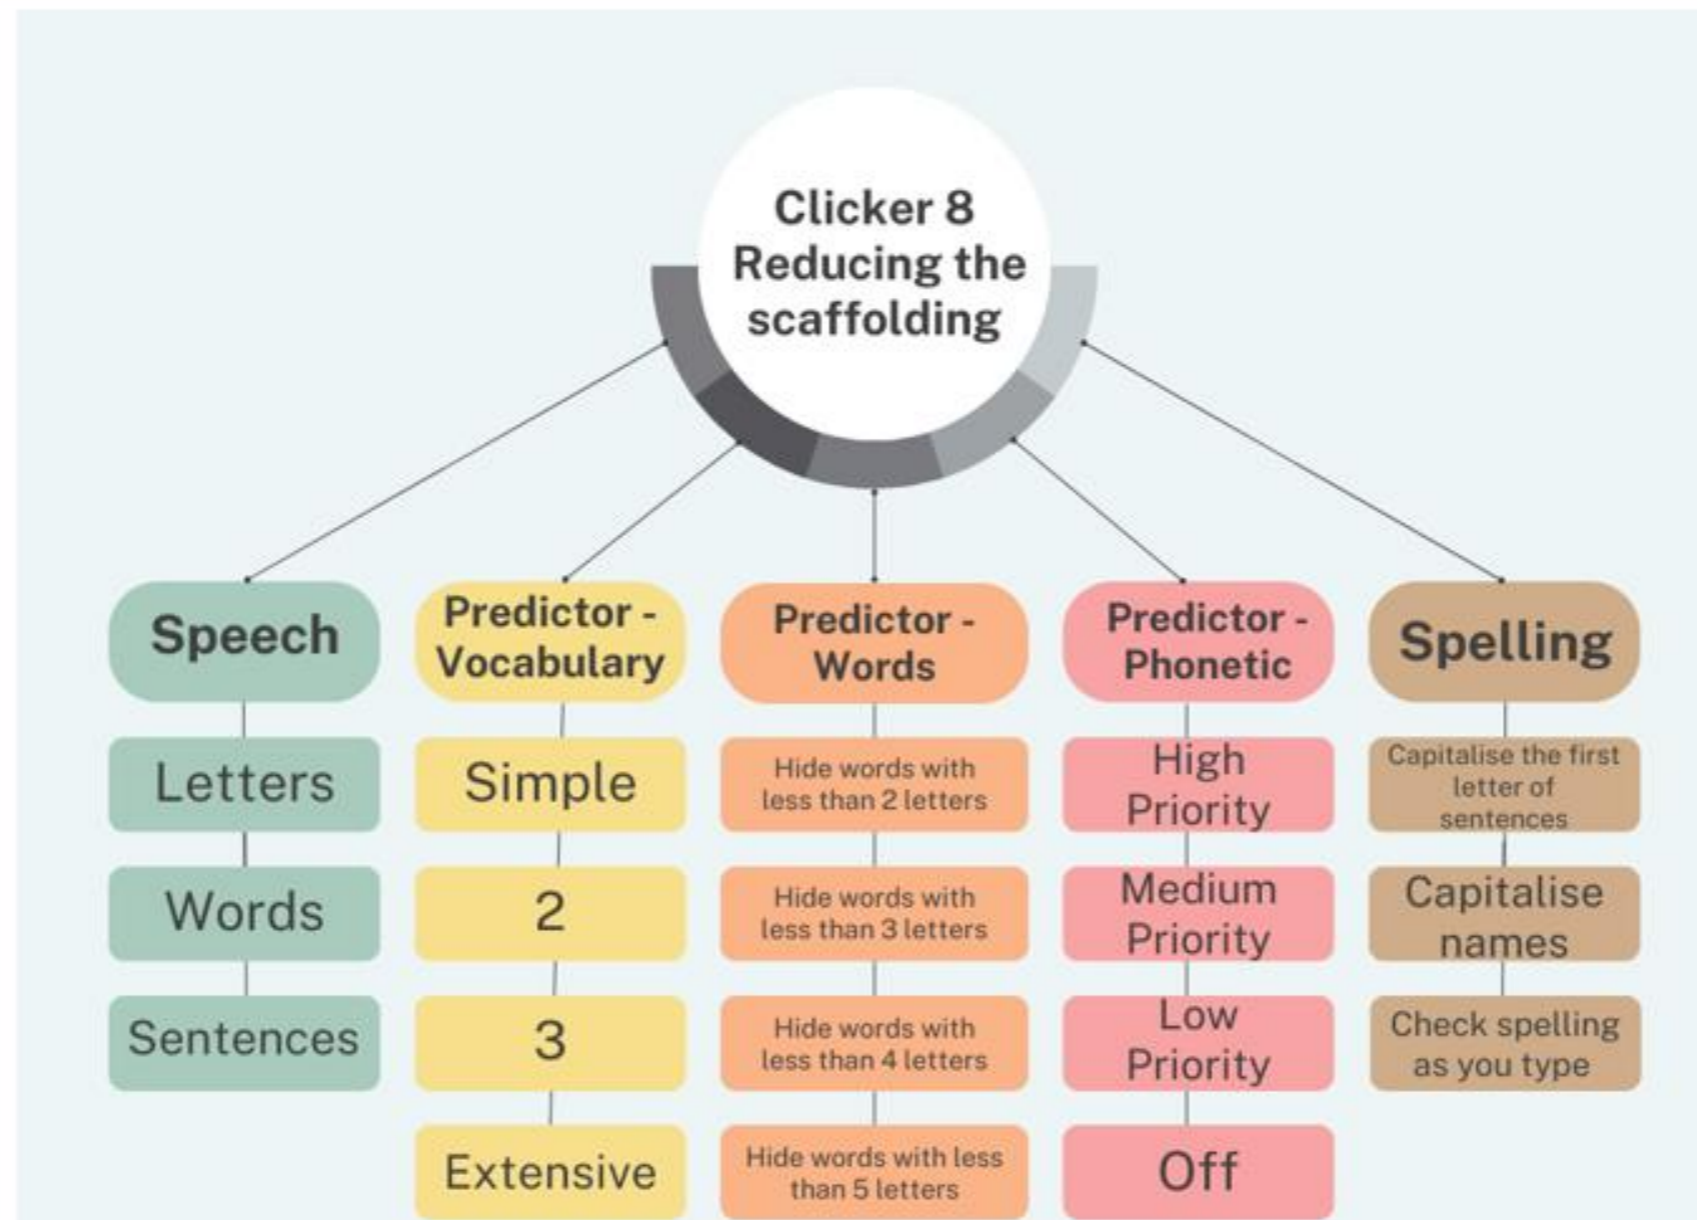 Clicker 8
Reducing the
scaffolding
Speech
Letters
Words
Sentences
Predictor -
Vocabulary
Simple
2
3
Extensive
Predictor -
Words
Hide words with
less than 2 letters
Hide words with
less than 3 letters
Hide words with
less than 4 letters
Hide words with less
than 5 letters
Predictor -
Phonetic
High
Priority
Medium
Priority
Low
Priority
Off
Spelling
Capitalise the first
letter of
sentences
Capitalise
names
Check spelling
as you type